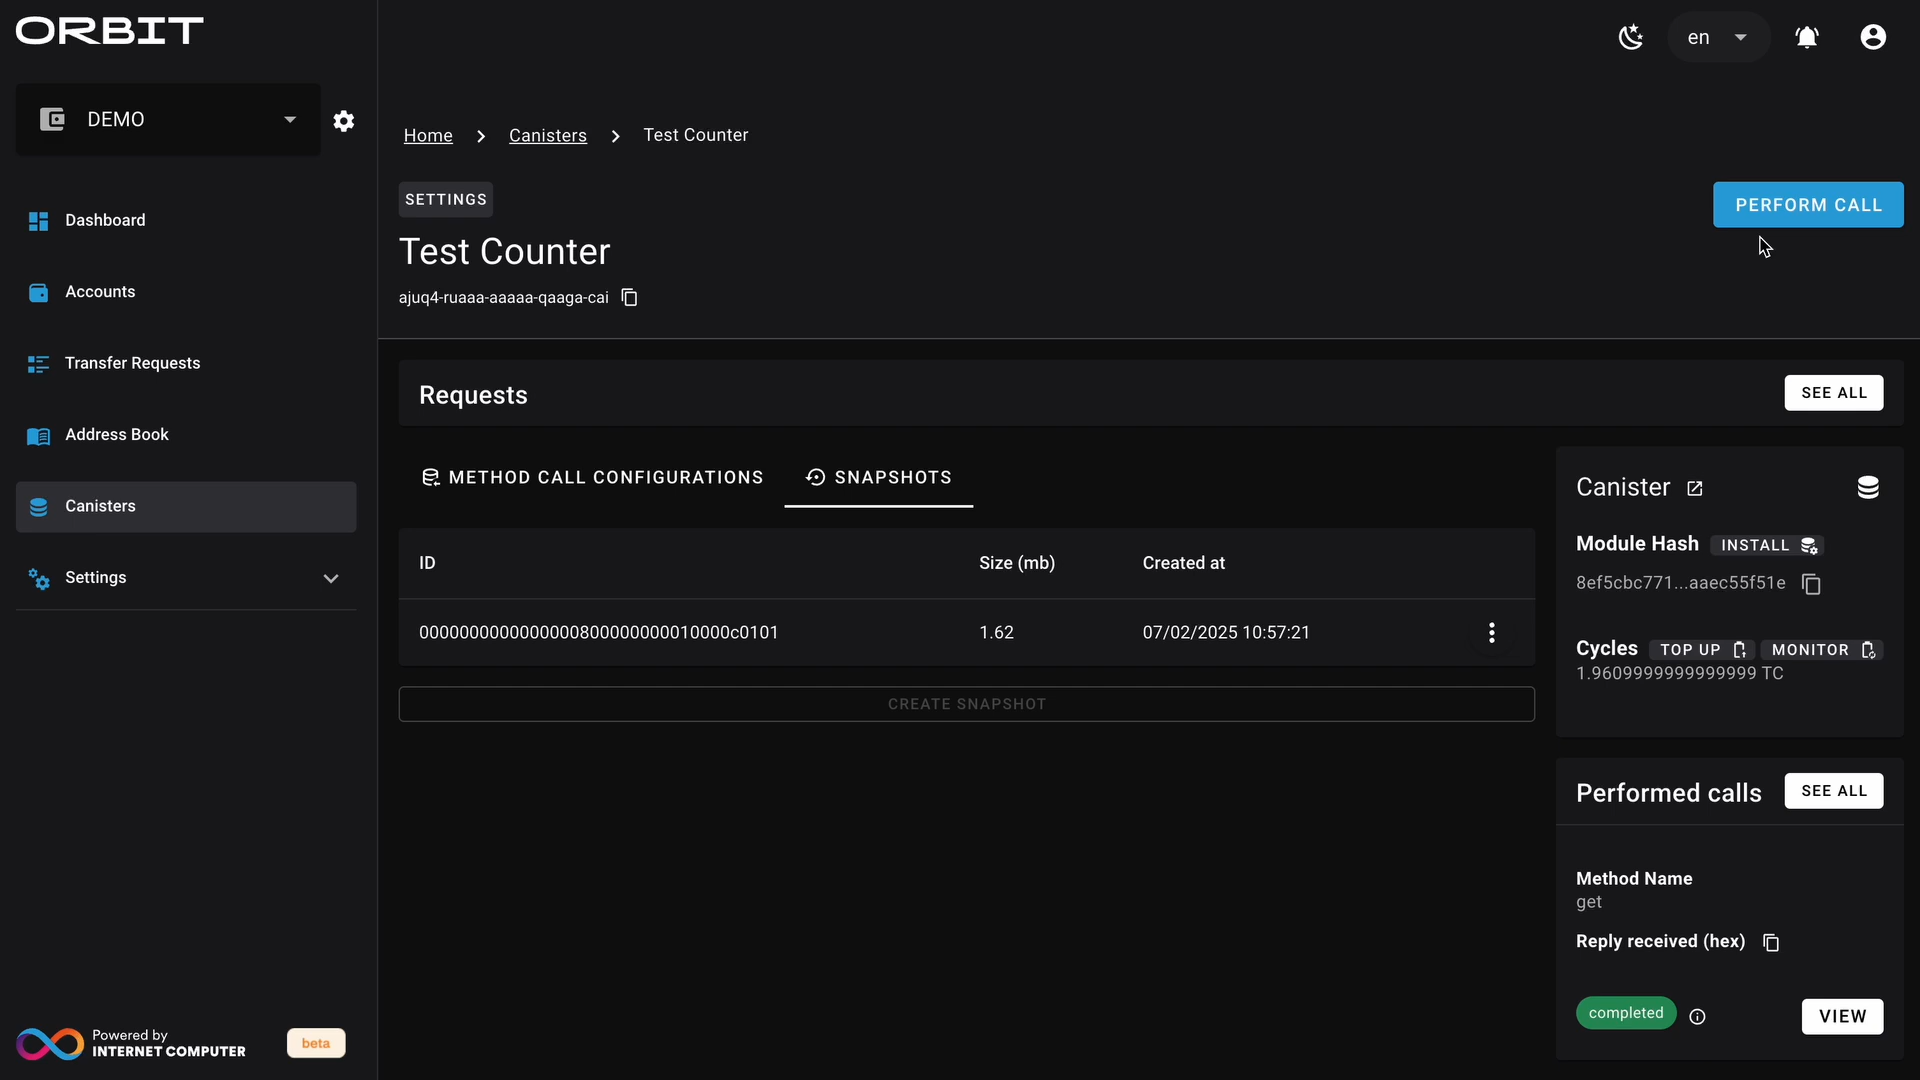 ORBIT
DEMO
Dashboard
Accounts
Transfer Requests
Address Book
Canisters
Settings
Powered by
INTERNET COMPUTER
beta
en
Home
Canisters
Test Counter
SETTINGS
PERFORM CALL
Test Counter
ajuq4-ruaaa-aaaaa-qaaga-cai
Requests
SEE ALL
METHOD CALL CONFIGURATIONS
SNAPSHOTS
ID
Size (mb)
Created at
0000000000000000800000000010000c0101
1.62
07/02/2025 10:57:21
CREATE SNAPSHOT
Canister
Module Hash
INSTALL
8ef5cbc771...aaec55f51e
Cycles
TOP UP
MONITOR
1.9609999999999999 TC
Performed calls
SEE ALL
Method Name
get
Reply received (hex)
completed
VIEW